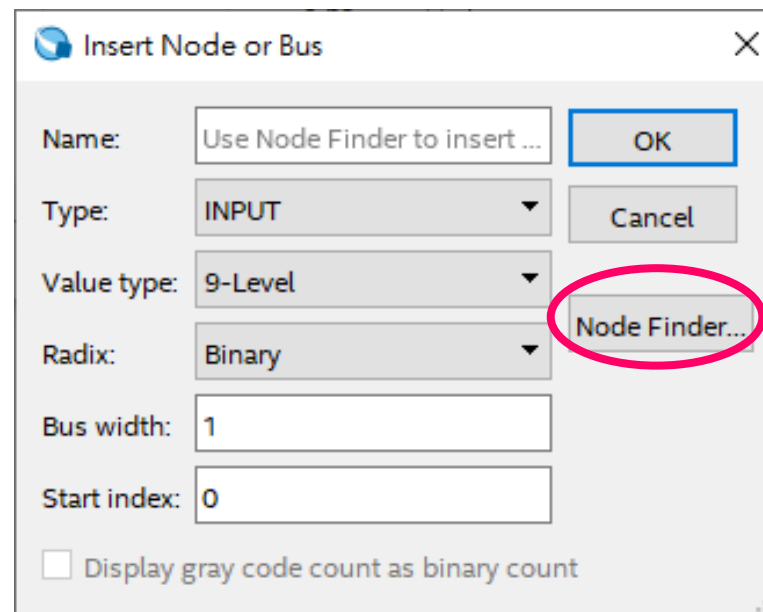 Insert Node or Bus
Name: Use Node Finder to insert ... OK
Type: INPUT Cancel
Value type: 9-Level
Node Finder...
Radix: Binary
Bus width: 1
Start index: 0
Display gray code count as binary count